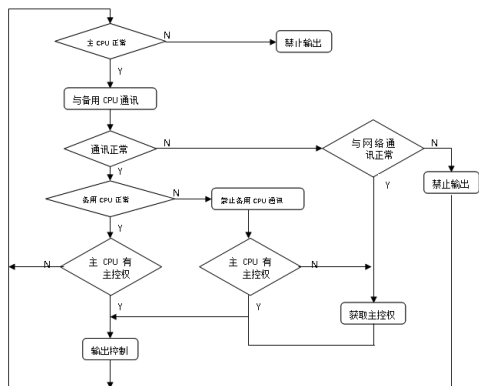 主 CPU 正常
N
禁止输出
Y
与备用 CPU 通讯
通讯正常
N
与 网 络 通
讯正常
N
禁止输出
Y
Y
备用 CPU 正常
N
禁止备用 CPU 通讯
Y
主 CPU 有
主控权
N
主 CPU 有
主控权
N
Y
Y
获取主控权
输出控制